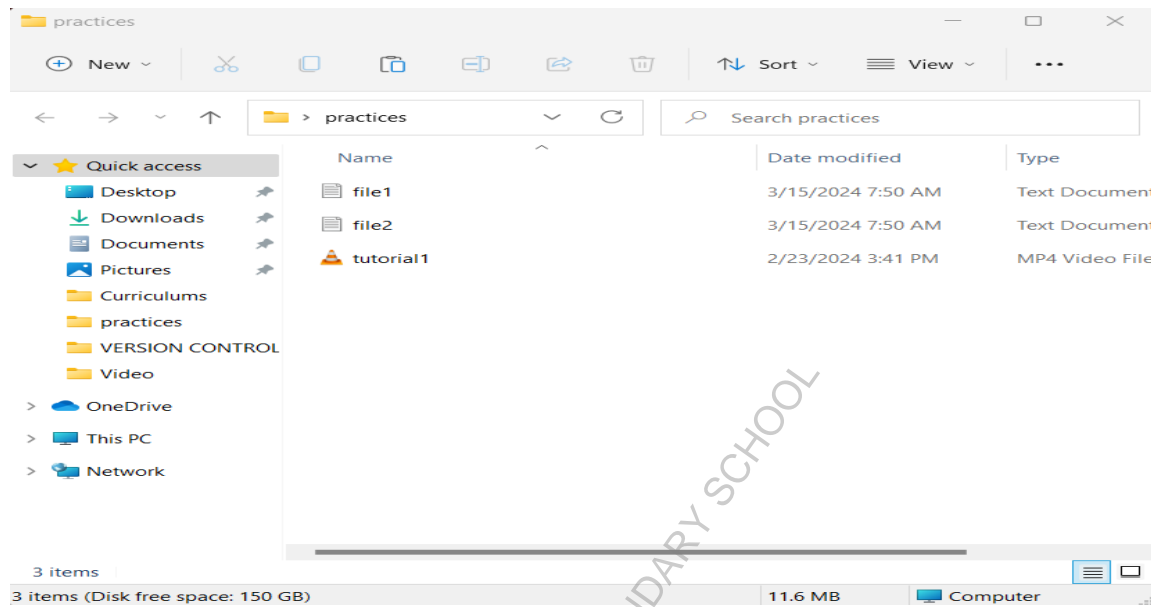 practices
New
Sort
View
practices
Search practices
Quick access
Desktop
Downloads
Documents
Pictures
Curriculums
practices
VERSION CONTROL
Video
OneDrive
This PC
Network
Name Date modified Type
file1 3/15/2024 7:50 AM Text Document
file2 3/15/2024 7:50 AM Text Document
tutorial1 2/23/2024 3:41 PM MP4 Video File
SCHOOL
3 items
3 items (Disk free space: 150 GB) 11.6 MB Computer